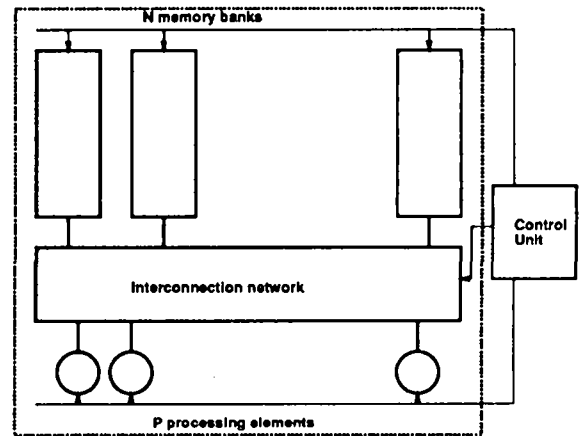 N memory banks
Control
Unit
Interconnection network
P processing elements